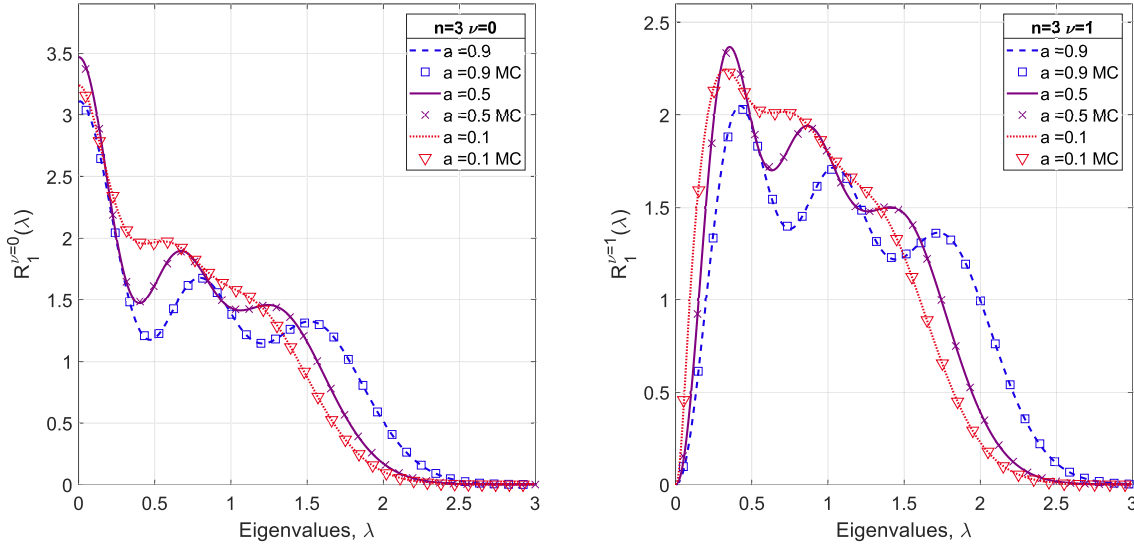 n=3 ν=0
a =0.9
a =0.9 MC
a =0.5
a =0.5 MC
a =0.1
a =0.1 MC
3.5
3
2.5
2
1.5
1
0.5
0
R₁^ν=0(λ)
0 0.5 1 1.5 2 2.5 3
Eigenvalues, λ
n=3 ν=1
a =0.9
a =0.9 MC
a =0.5
a =0.5 MC
a =0.1
a =0.1 MC
2.5
2
1.5
1
0.5
0
R₁^ν=1(λ)
0 0.5 1 1.5 2 2.5 3
Eigenvalues, λ